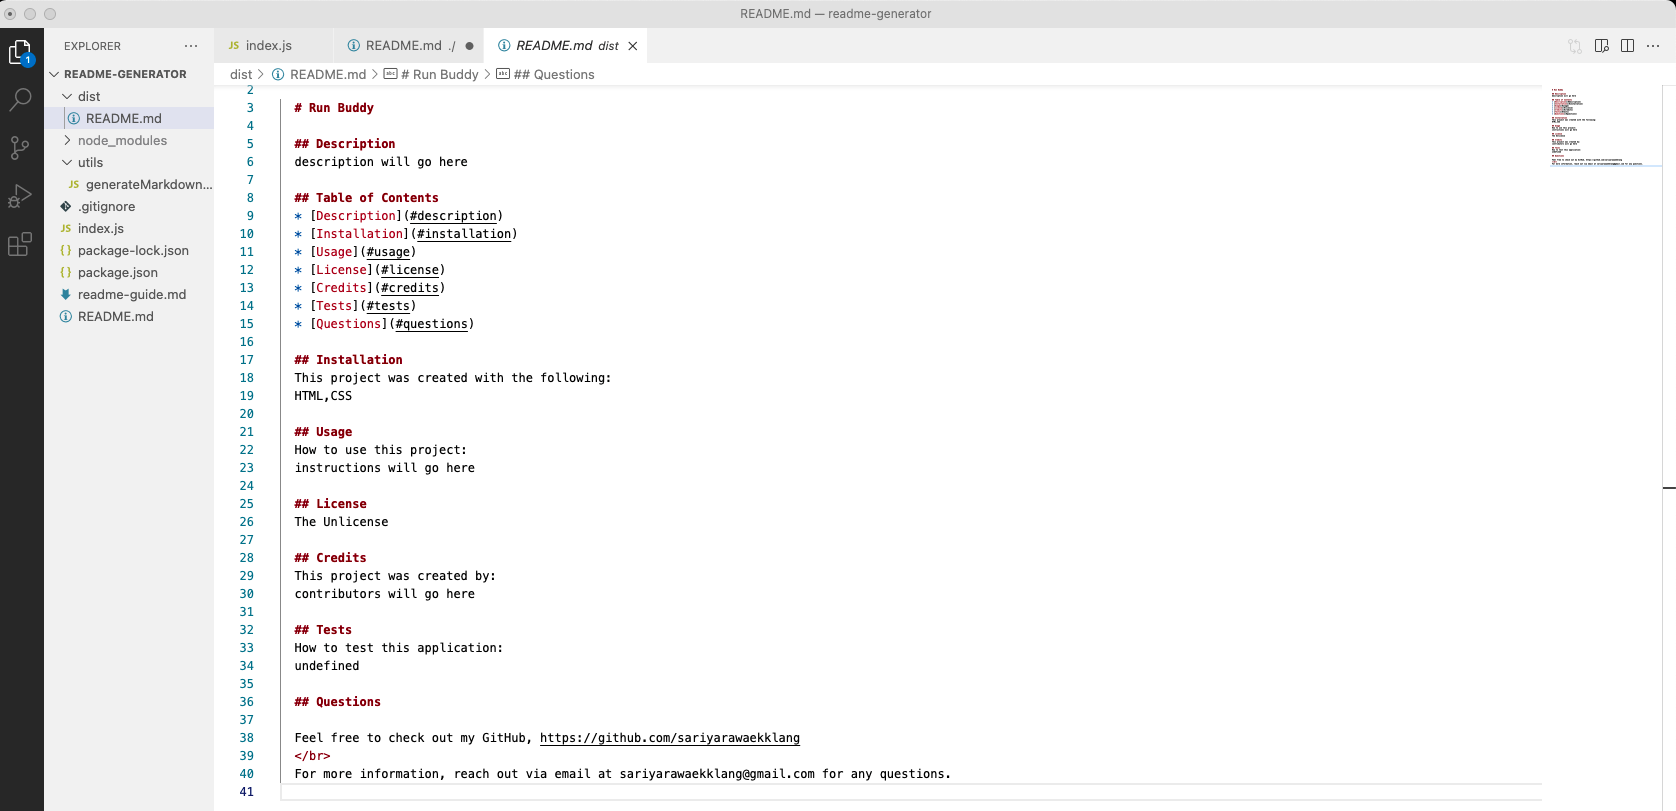 README.md — readme-generator
EXPLORER
1
README-GENERATOR
dist
README.md
node_modules
utils
JS generateMarkdown...
.gitignore
JS index.js
{} package-lock.json
{} package.json
readme-guide.md
README.md
JS index.js
README.md ./
README.md dist
dist > README.md > # Run Buddy > ## Questions
2
3 # Run Buddy
4
5 ## Description
6 description will go here
7
8 ## Table of Contents
9 * [Description](#description)
10 * [Installation](#installation)
11 * [Usage](#usage)
12 * [License](#license)
13 * [Credits](#credits)
14 * [Tests](#tests)
15 * [Questions](#questions)
16
17 ## Installation
18 This project was created with the following:
19 HTML,CSS
20
21 ## Usage
22 How to use this project:
23 instructions will go here
24
25 ## License
26 The Unlicense
27
28 ## Credits
29 This project was created by:
30 contributors will go here
31
32 ## Tests
33 How to test this application:
34 undefined
35
36 ## Questions
37
38 Feel free to check out my GitHub, https://github.com/sariyarawaekklang
39 </br>
40 For more information, reach out via email at sariyarawaekklang@gmail.com for any questions.
41